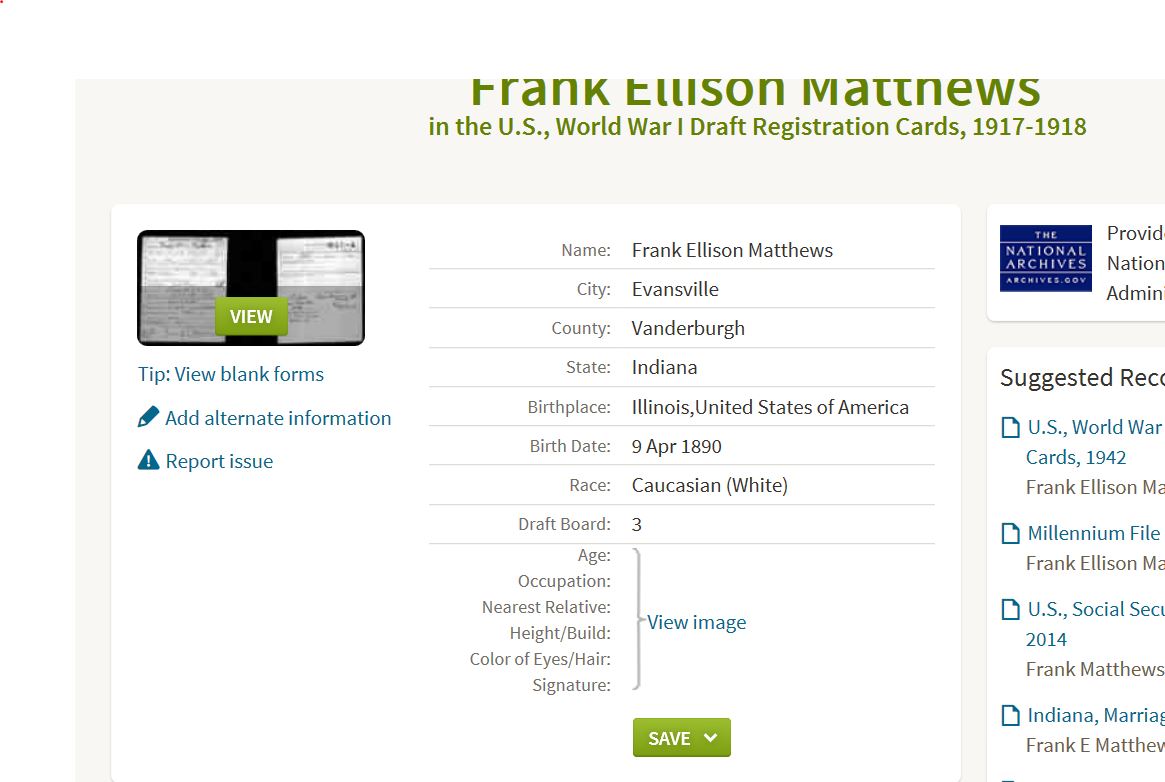 Frank Ellison Matthews
in the U.S., World War I Draft Registration Cards, 1917-1918
VIEW
Tip: View blank forms
Add alternate information
Report issue
Name: Frank Ellison Matthews
City: Evansville
County: Vanderburgh
State: Indiana
Birthplace: Illinois,United States of America
Birth Date: 9 Apr 1890
Race: Caucasian (White)
Draft Board: 3
Age:
Occupation:
Nearest Relative:
Height/Build:
Color of Eyes/Hair:
Signature:
View image
SAVE
THE
NATIONAL
ARCHIVES
ARCHIVES.GOV
Provid
Nation
Admini
Suggested Reco
U.S., World War
Cards, 1942
Frank Ellison Ma
Millennium File
Frank Ellison Ma
U.S., Social Secu
2014
Frank Matthews
Indiana, Marriag
Frank E Matthew